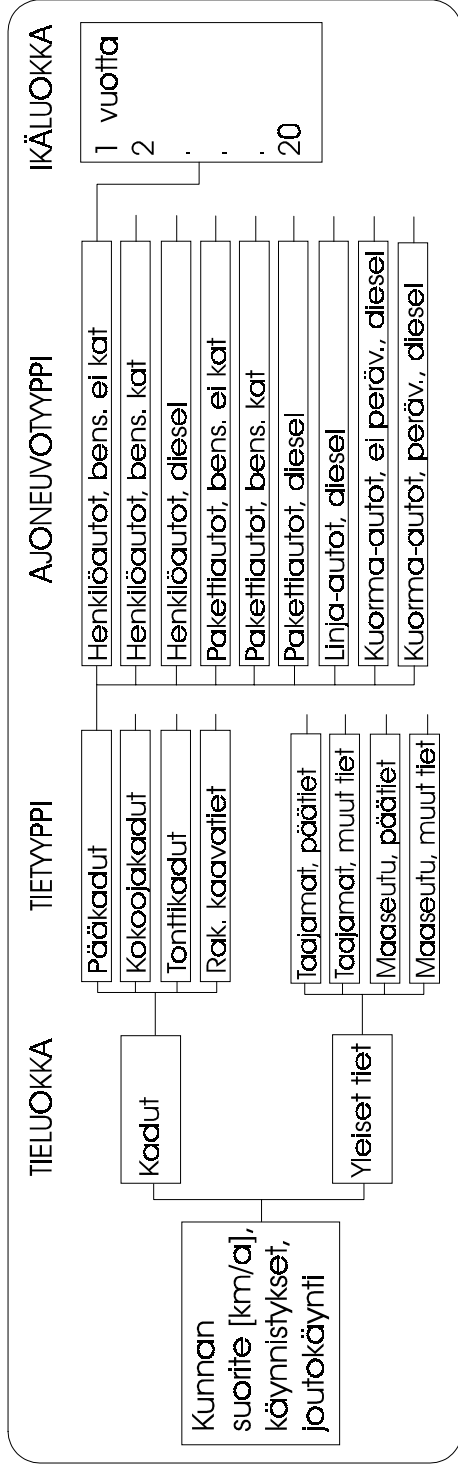 TIELUOKKA
TIETYYPPI
AJONEUVOTYYPPI
IKÄLUOKKA
Kunnan
suorite [km/a],
käynnistykset,
joutokäynti
Kadut
Yleiset tiet
Pääkadut
Kokoojakadut
Tonttikadut
Rak. kaavatiet
Taajamat, päätiet
Taajamat, muut tiet
Maaseutu, päätiet
Maaseutu, muut tiet
Henkilöautot, bens. ei kat
Henkilöautot, bens. kat
Henkilöautot, diesel
Pakettiautot, bens. ei kat
Pakettiautot, bens. kat
Pakettiautot, diesel
Linja-autot, diesel
Kuorma-autot, ei peräv., diesel
Kuorma-autot, peräv., diesel
1 vuotta
2
.
.
.
20